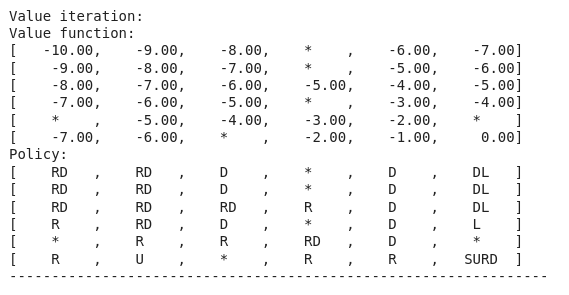 Value iteration:
Value function:
[   -10.00,    -9.00,    -8.00,    *    ,    -6.00,    -7.00]
[    -9.00,    -8.00,    -7.00,    *    ,    -5.00,    -6.00]
[    -8.00,    -7.00,    -6.00,    -5.00,    -4.00,    -5.00]
[    -7.00,    -6.00,    -5.00,    *    ,    -3.00,    -4.00]
[    *    ,    -5.00,    -4.00,    -3.00,    -2.00,    *    ]
[    -7.00,    -6.00,    *    ,    -2.00,    -1.00,     0.00]
Policy:
[    RD   ,    RD   ,    D    ,    *    ,    D    ,    DL   ]
[    RD   ,    RD   ,    D    ,    *    ,    D    ,    DL   ]
[    RD   ,    RD   ,    RD   ,    R    ,    D    ,    DL   ]
[    R    ,    RD   ,    D    ,    *    ,    D    ,    L    ]
[    *    ,    R    ,    R    ,    RD   ,    D    ,    *    ]
[    R    ,    U    ,    *    ,    R    ,    R    ,   SURD  ]
----------------------------------------------------------------